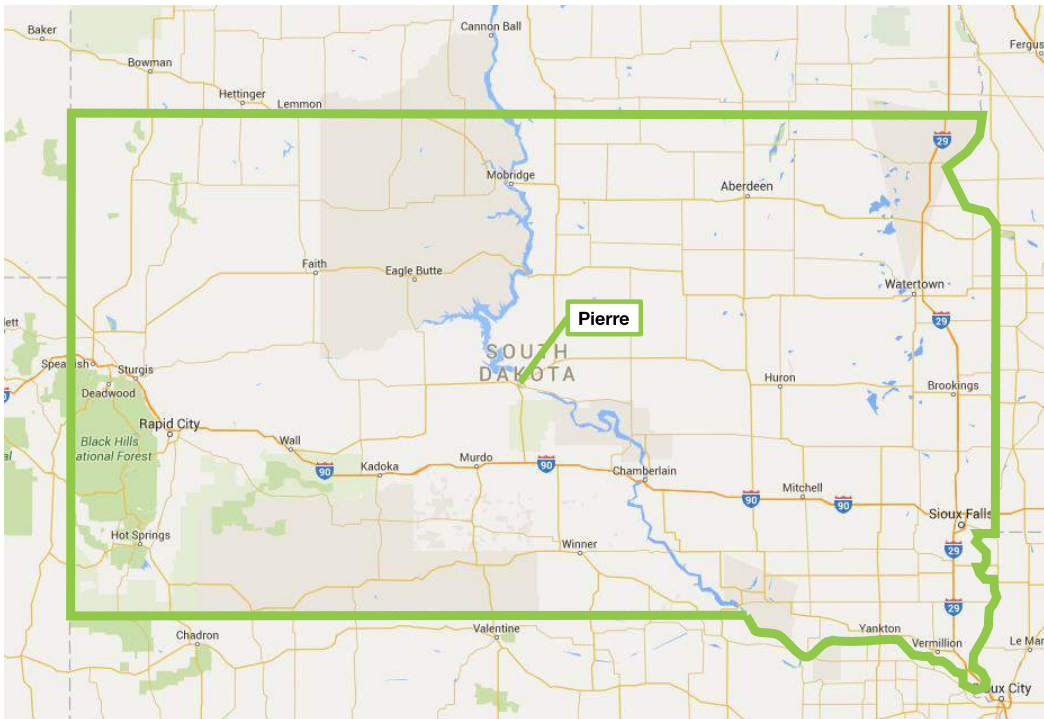 Baker
Cannon Ball
Bowman
Fergus
Hettinger
Lemmon
29
Mobridge
Aberdeen
Faith
Eagle Butte
Watertown
Pierre
29
lett
SOUTH
DAKOTA
Spearfish
Sturgis
Deadwood
Huron
Brookings
Rapid City
Black Hills
National Forest
Wall
Murdo
90
Kadoka
90
Chamberlain
Mitchell
90
90
Sioux Falls
Hot Springs
Winner
29
29
Chadron
Valentine
Yankton
Vermillion
Le Mar
Sioux City